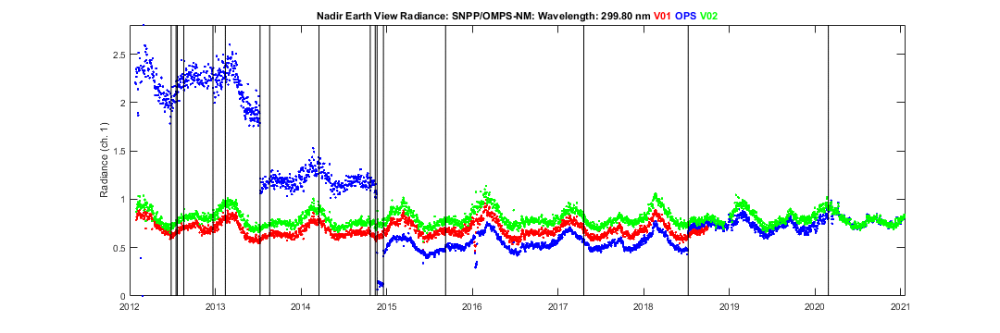 Nadir Earth View Radiance: SNPP/OMPS-NM: Wavelength: 299.80 nm V01 OPS V02
Radiance (ch. 1)
2.5
2
1.5
1
0.5
0
2012 2013 2014 2015 2016 2017 2018 2019 2020 2021